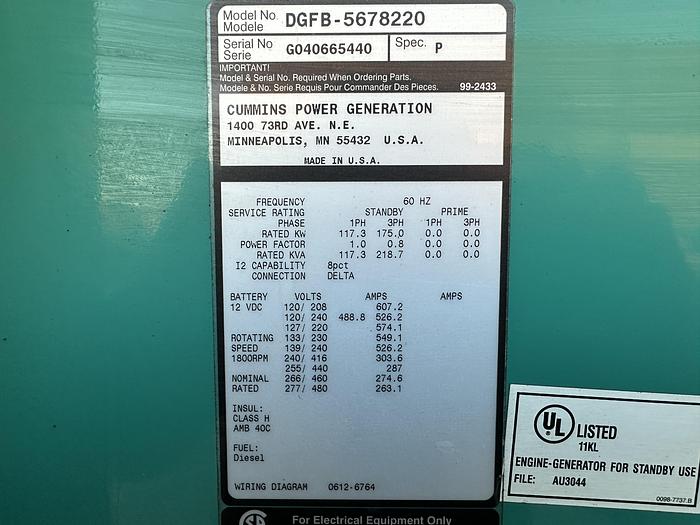 Model No DGFB-5678220
Modele
Serial No G040665440 Spec. P
Serie
IMPORTANT!
Model & Serial No. Required When Ordering Parts.
Modele & No. Serie Requis Pour Commander Des Pieces. 99-2433
CUMMINS POWER GENERATION
1400 73RD AVE. N.E.
MINNEAPOLIS, MN 55432 U.S.A.
MADE IN U.S.A.
FREQUENCY 60 HZ
SERVICE RATING STANDBY PRIME
PHASE 1PH 3PH 1PH 3PH
RATED KW 117.3 175.0 0.0 0.0
POWER FACTOR 1.0 0.8 0.0 0.0
RATED KVA 117.3 218.7 0.0 0.0
I2 CAPABILITY 8pct
CONNECTION DELTA
BATTERY VOLTS AMPS AMPS
12 VDC 120/ 208 607.2
120/ 240 488.8 526.2
127/ 220 574.1
ROTATING 133/ 230 549.1
SPEED 139/ 240 526.2
1800RPM 240/ 416 303.6
255/ 440 287
NOMINAL 266/ 460 274.6
RATED 277/ 480 263.1
INSUL:
CLASS H
AMB 40C
FUEL:
Diesel
WIRING DIAGRAM 0612-6764
For Electrical Equipment Only
UL LISTED
11KL
ENGINE-GENERATOR FOR STANDBY USE
FILE: AU3044
0098-7737.B